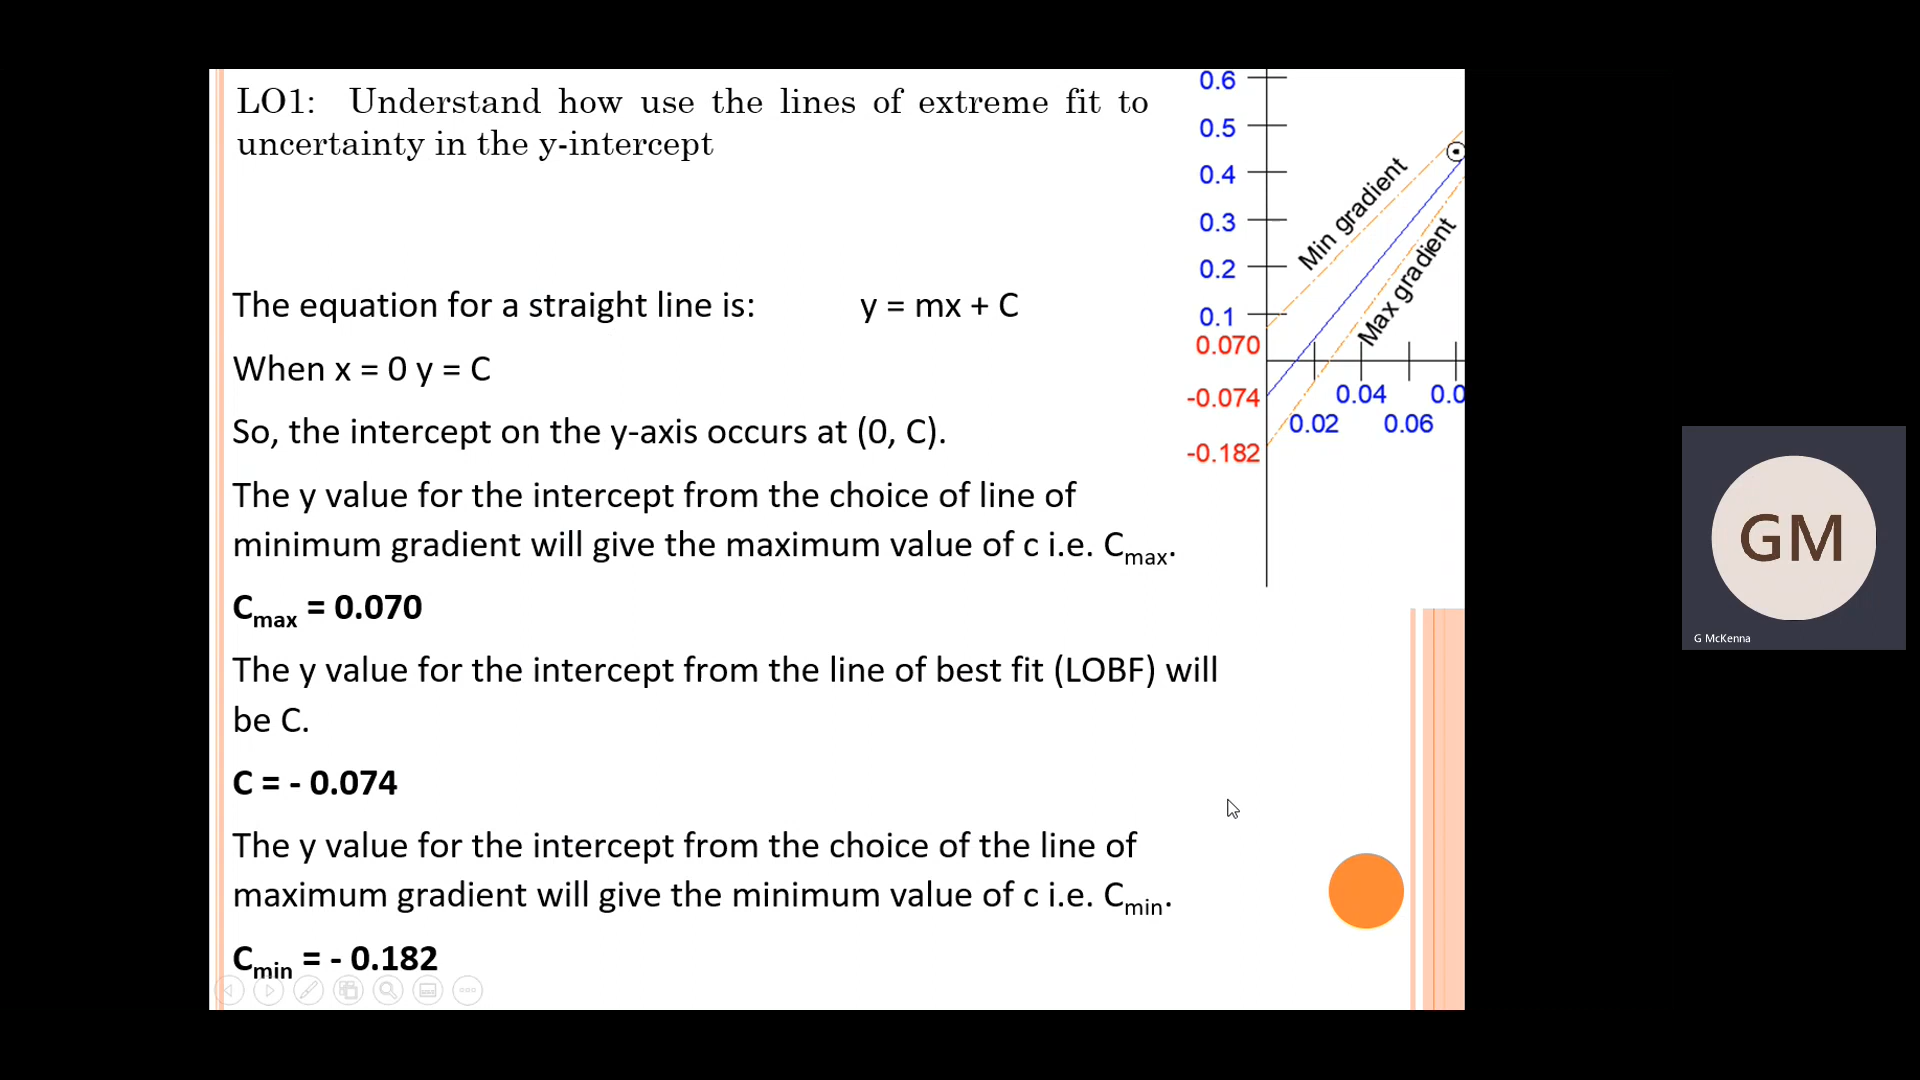 LO1: Understand how use the lines of extreme fit to
uncertainty in the y-intercept
The equation for a straight line is: y = mx + C
When x = 0 y = C
So, the intercept on the y-axis occurs at (0, C).
The y value for the intercept from the choice of line of
minimum gradient will give the maximum value of c i.e. Cmax.
Cmax = 0.070
The y value for the intercept from the line of best fit (LOBF) will
be C.
C = - 0.074
The y value for the intercept from the choice of the line of
maximum gradient will give the minimum value of c i.e. Cmin.
Cmin = - 0.182
0.6
0.5
0.4
0.3
0.2
0.1
0.070
-0.074
-0.182
Min gradient
Max gradient
0.04 0.0
0.02 0.06
GM
G McKenna